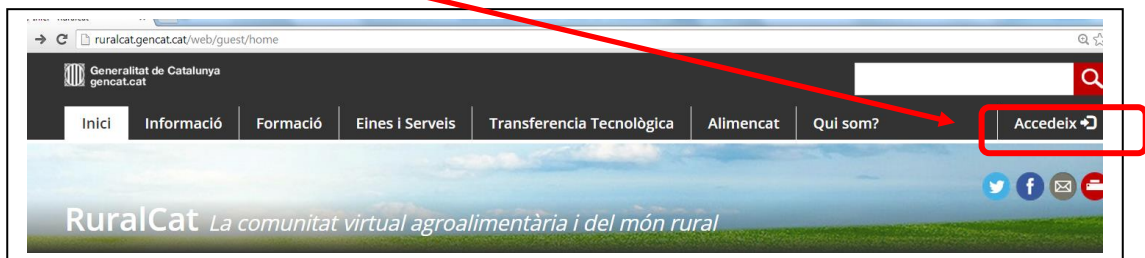 ruralcat.gencat.cat/web/guest/home
Generalitat de Catalunya
gencat.cat
Inici Informació Formació Eines i Serveis Transferencia Tecnològica Alimencat Qui som? Accedeix
RuralCat La comunitat virtual agroalimentària i del món rural